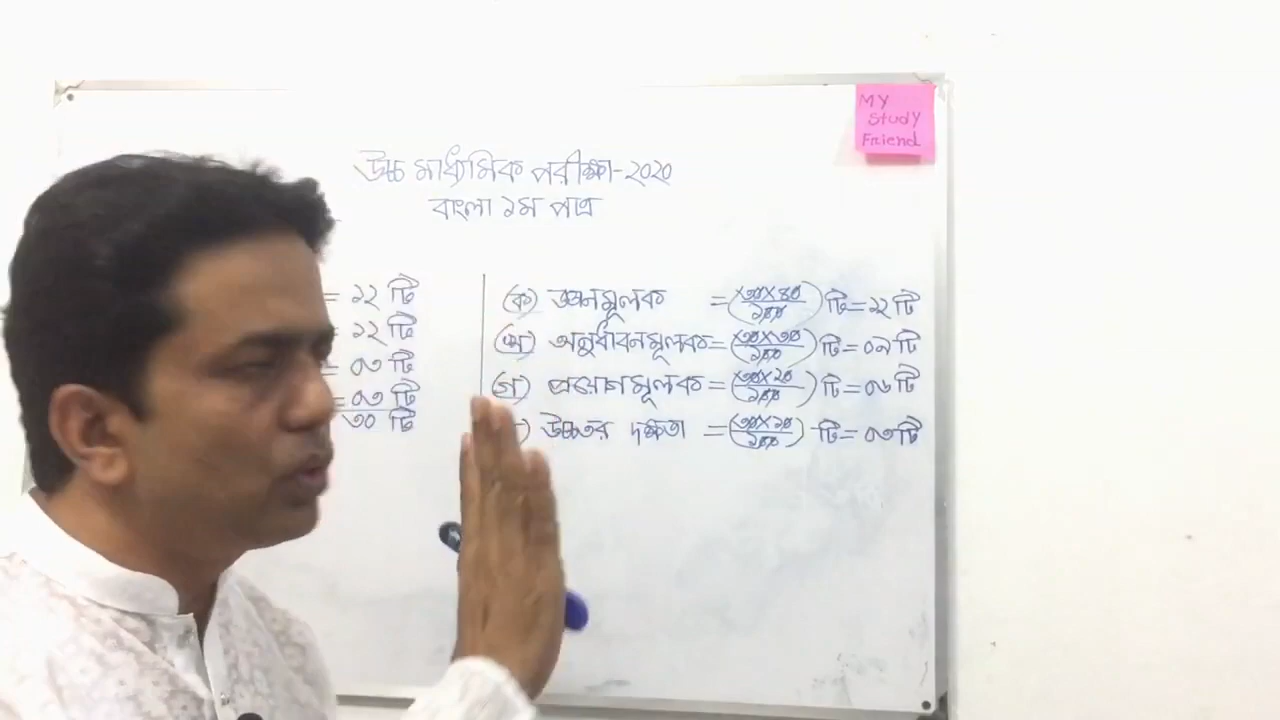 MY
Study
Friend
উচ্চ মাধ্যমিক পরীক্ষা-২০২০
বাংলা ১ম পত্র
= ১২ টি
= ১২ টি
= ০৩ টি
= ০৩ টি
৩০ টি
(ক) জ্ঞানমূলক = (৩০×৪০/১০০) টি = ১২ টি
(খ) অনুধাবনমূলক = (৩০×৩০/১০০) টি = ০৯ টি
(গ) প্রয়োগমূলক = (৩০×২০/১০০) টি = ০৬ টি
উচ্চতর দক্ষতা = (৩০×১০/১০০) টি = ০৩ টি